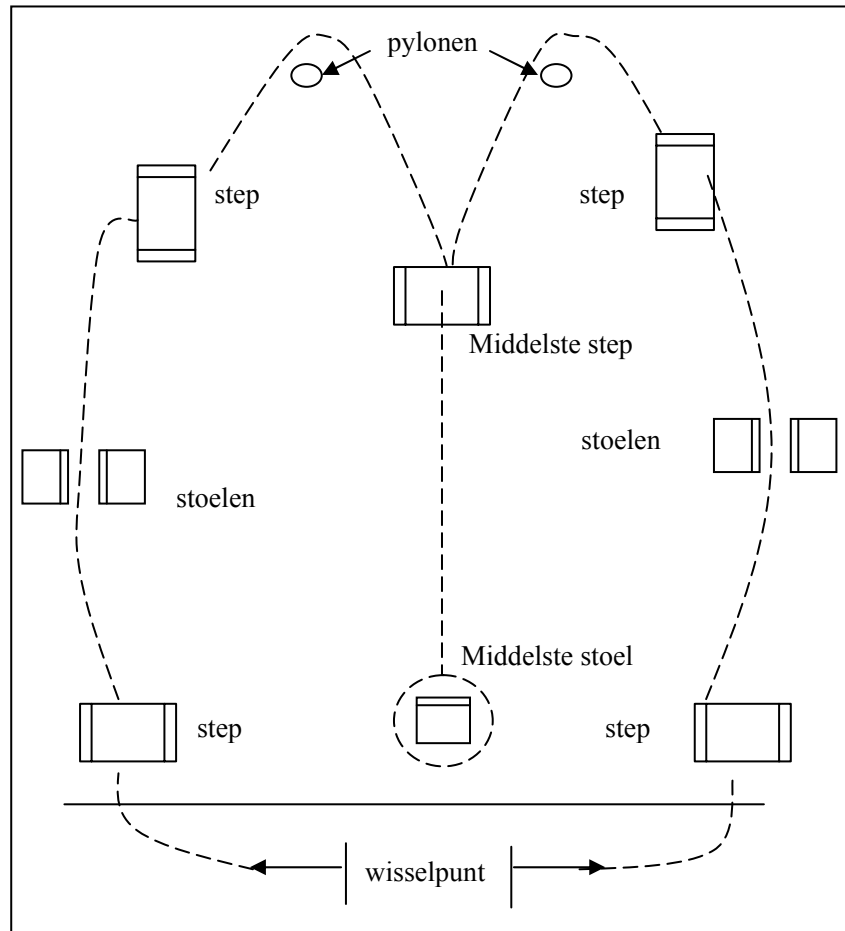 pylonen
step
step
Middelste step
stoelen
stoelen
Middelste stoel
step
step
wisselpunt